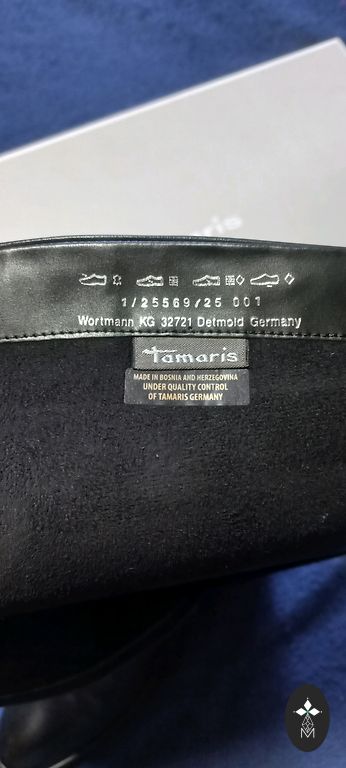 1/25569/25 001
Wortmann KG 32721 Detmold Germany
Tamaris
MADE IN BOSNIA AND HERZEGOVINA
UNDER QUALITY CONTROL
OF TAMARIS GERMANY
M